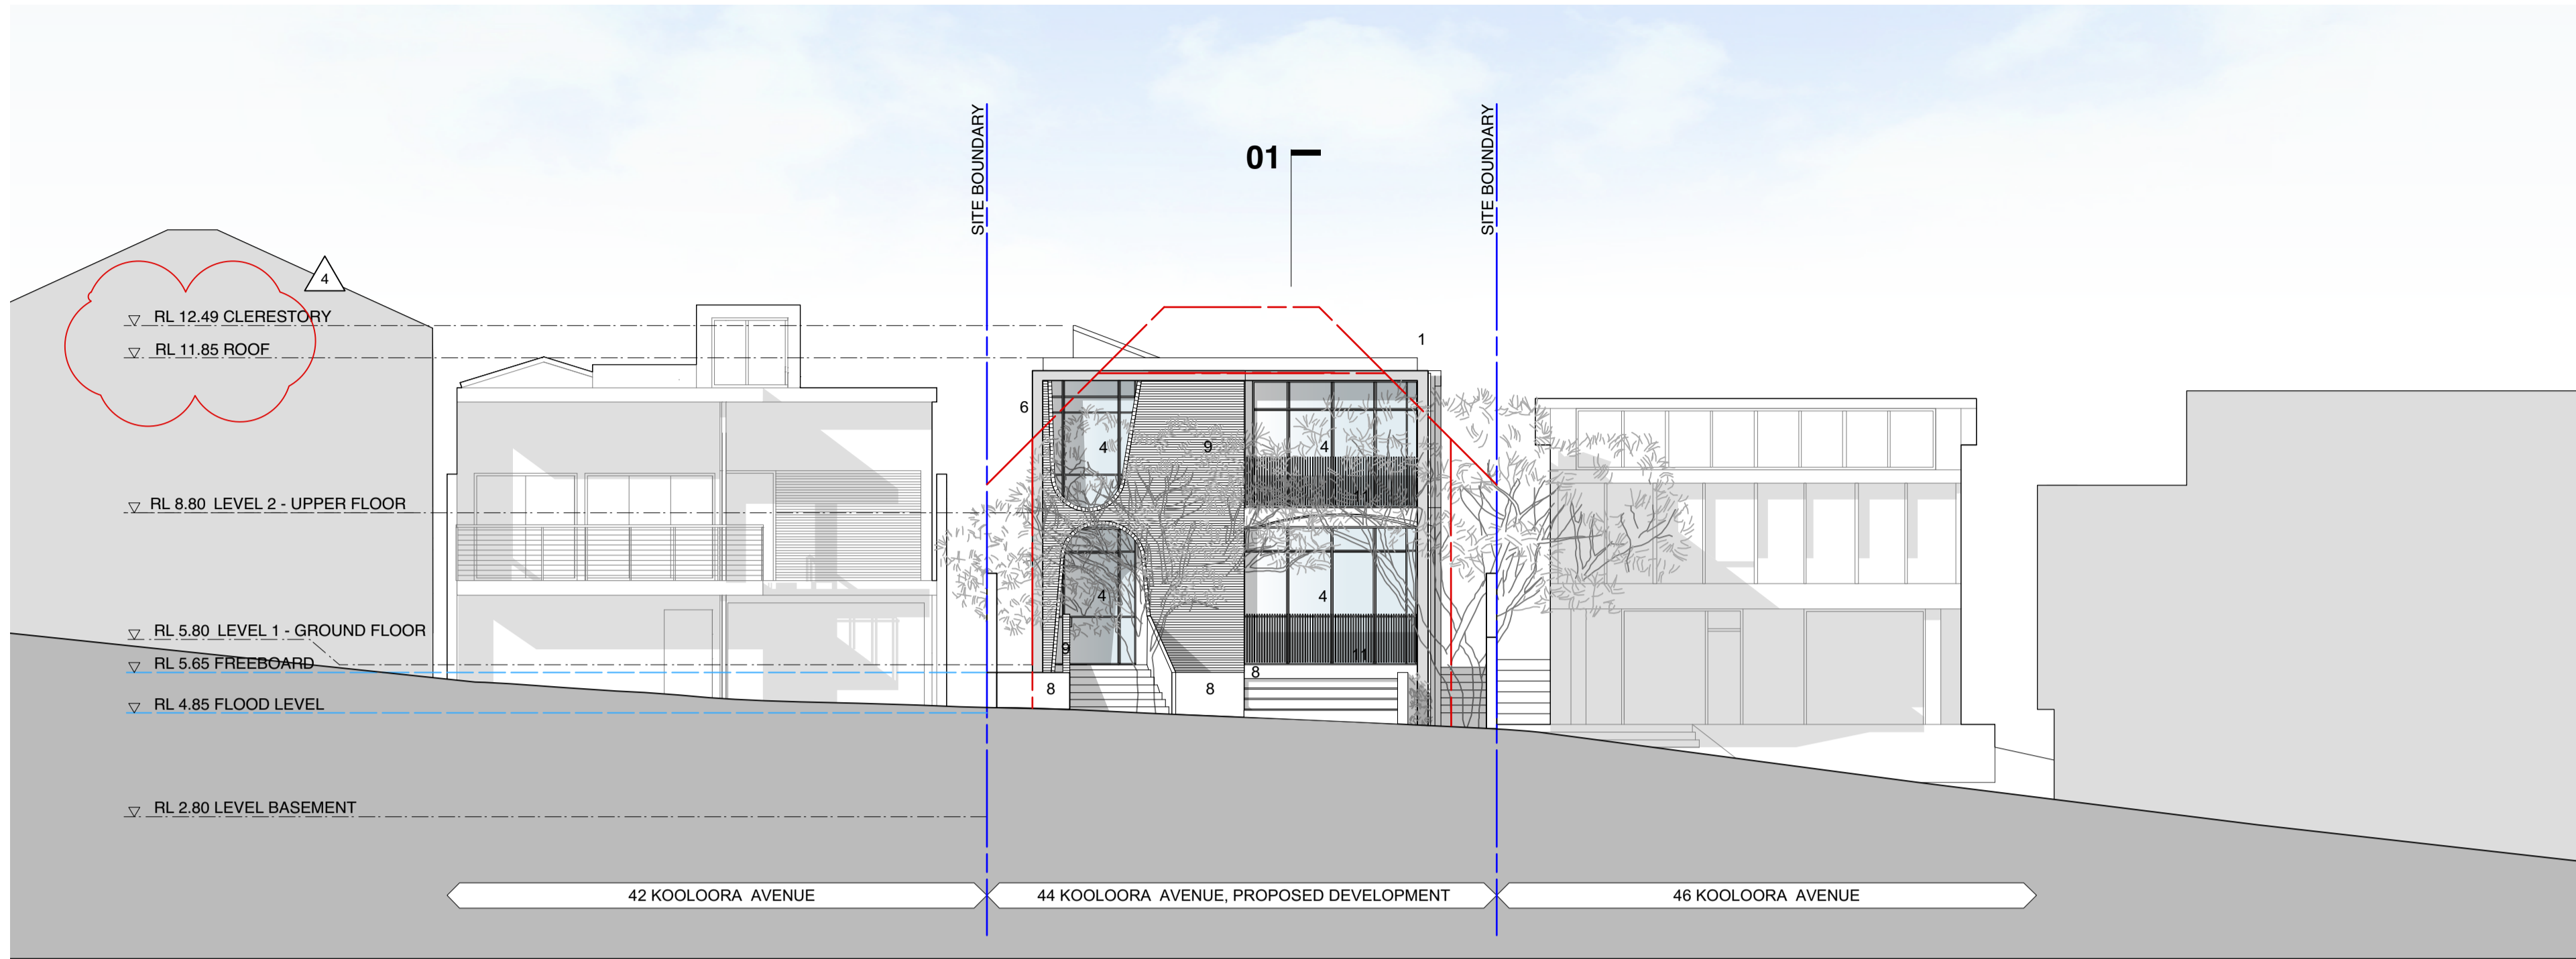 SITE BOUNDARY
SITE BOUNDARY
01
4
RL 12.49 CLERESTORY
RL 11.85 ROOF
1
6
4
9
4
RL 8.80 LEVEL 2 - UPPER FLOOR
11
4
4
RL 5.80 LEVEL 1 - GROUND FLOOR
9
11
RL 5.65 FREEBOARD
8
8
8
RL 4.85 FLOOD LEVEL
RL 2.80 LEVEL BASEMENT
42 KOOLOORA AVENUE
44 KOOLOORA AVENUE, PROPOSED DEVELOPMENT
46 KOOLOORA AVENUE